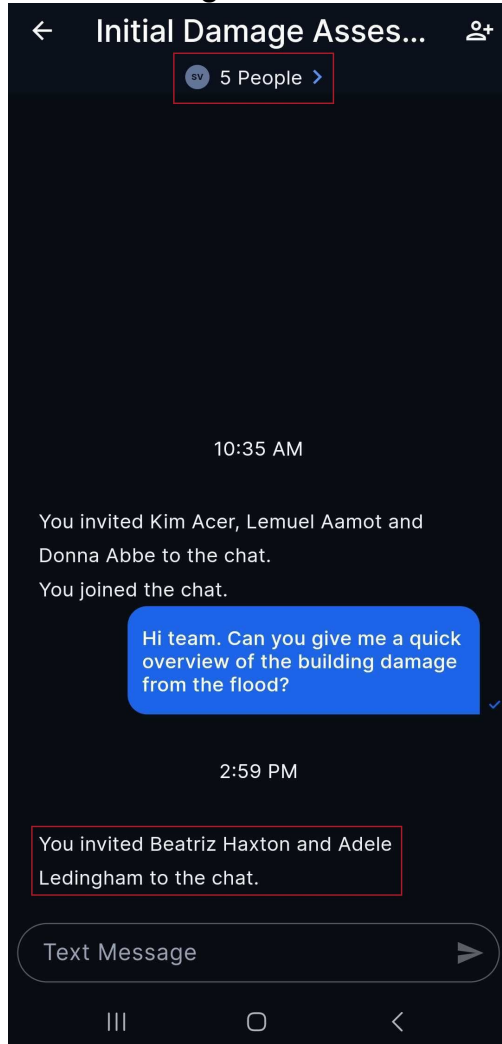 Initial Damage Asses...
SV 5 People
10:35 AM
You invited Kim Acer, Lemuel Aamot and
Donna Abbe to the chat.
You joined the chat.
Hi team. Can you give me a quick
overview of the building damage
from the flood?
2:59 PM
You invited Beatriz Haxton and Adele
Ledingham to the chat.
Text Message